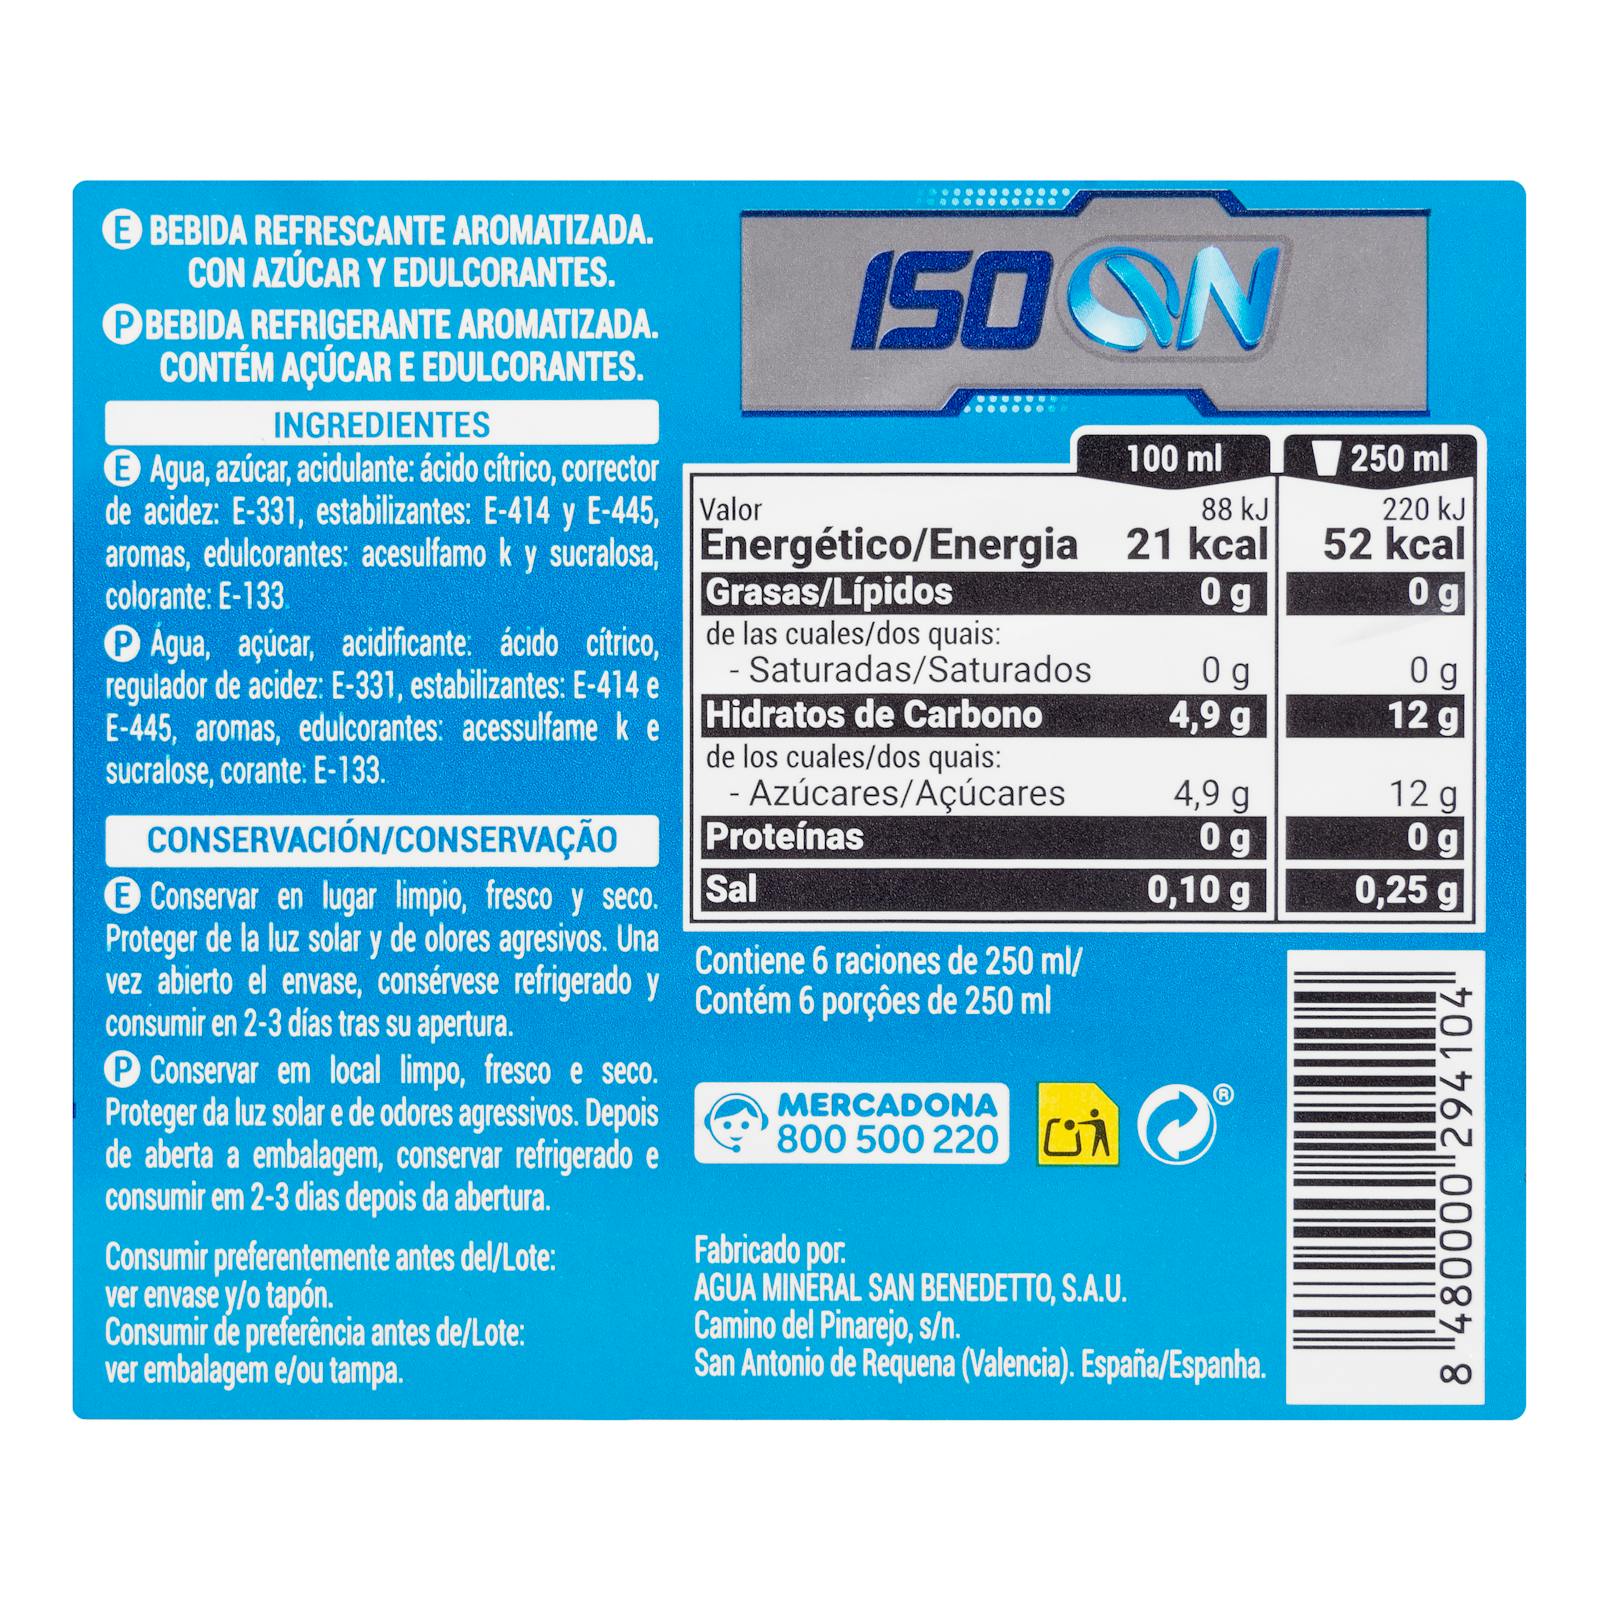 E BEBIDA REFRESCANTE AROMATIZADA.
CON AZÚCAR Y EDULCORANTES.
P BEBIDA REFRIGERANTE AROMATIZADA.
CONTÉM AÇÚCAR E EDULCORANTES.
INGREDIENTES
E Agua, azúcar, acidulante: ácido cítrico, corrector
de acidez: E-331, estabilizantes: E-414 y E-445,
aromas, edulcorantes: acesulfamo k y sucralosa,
colorante: E-133
P Água, açúcar, acidificante: ácido cítrico,
regulador de acidez: E-331, estabilizantes: E-414 e
E-445, aromas, edulcorantes: acessulfame k e
sucralose, corante: E-133.
CONSERVACIÓN/CONSERVAÇÃO
E Conservar en lugar limpio, fresco y seco.
Proteger de la luz solar y de olores agresivos. Una
vez abierto el envase, consérvese refrigerado y
consumir en 2-3 días tras su apertura.
P Conservar em local limpo, fresco e seco.
Proteger da luz solar e de odores agressivos. Depois
de aberta a embalagem, conservar refrigerado e
consumir em 2-3 dias depois da abertura.
Consumir preferentemente antes del/Lote:
ver envase y/o tapón.
Consumir de preferência antes de/Lote:
ver embalagem e/ou tampa.
ISO ON
100 ml 250 ml
Valor 88 kJ 220 kJ
Energético/Energia 21 kcal 52 kcal
Grasas/Lípidos 0 g 0 g
de las cuales/dos quais:
- Saturadas/Saturados 0 g 0 g
Hidratos de Carbono 4,9 g 12 g
de los cuales/dos quais:
- Azúcares/Açúcares 4,9 g 12 g
Proteínas 0 g 0 g
Sal 0,10 g 0,25 g
Contiene 6 raciones de 250 ml/
Contém 6 porçôes de 250 ml
MERCADONA
800 500 220
®
Fabricado por:
AGUA MINERAL SAN BENEDETTO, S.A.U.
Camino del Pinarejo, s/n.
San Antonio de Requena (Valencia). España/Espanha.
8 480000 294104